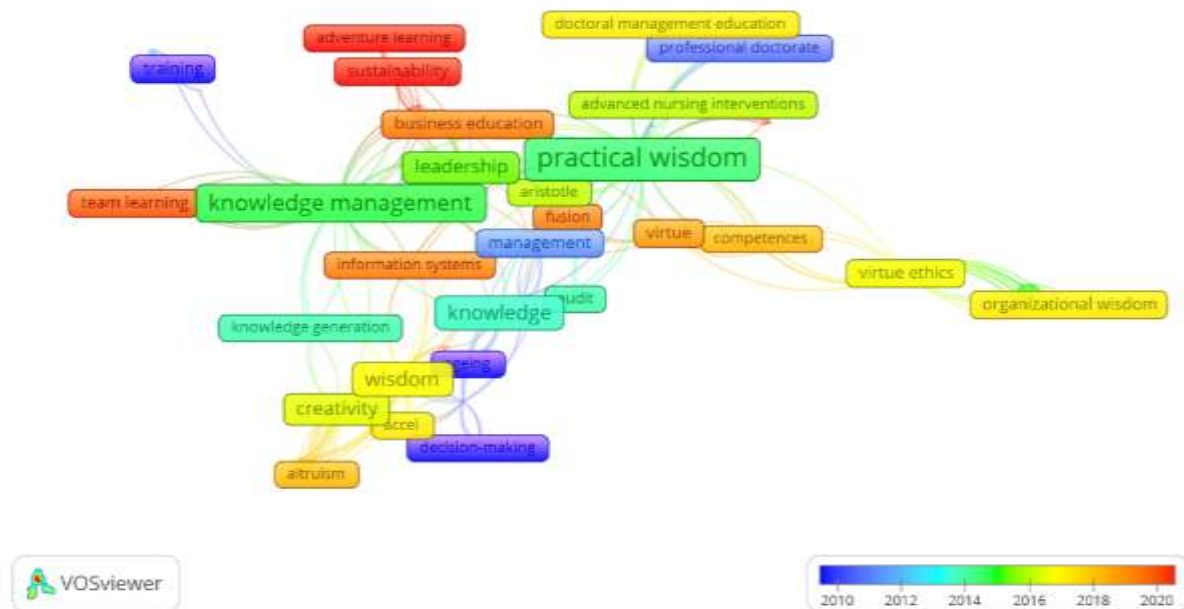 adventure learning
doctoral management education
professional doctorate
training
sustainability
advanced nursing interventions
business education
practical wisdom
leadership
aristotle
team learning
knowledge management
fusion
virtue
competences
management
information systems
virtue ethics
organizational wisdom
audit
knowledge
knowledge generation
ageing
wisdom
creativity
accel
decision-making
altruism
VOSviewer
2010 2012 2014 2016 2018 2020